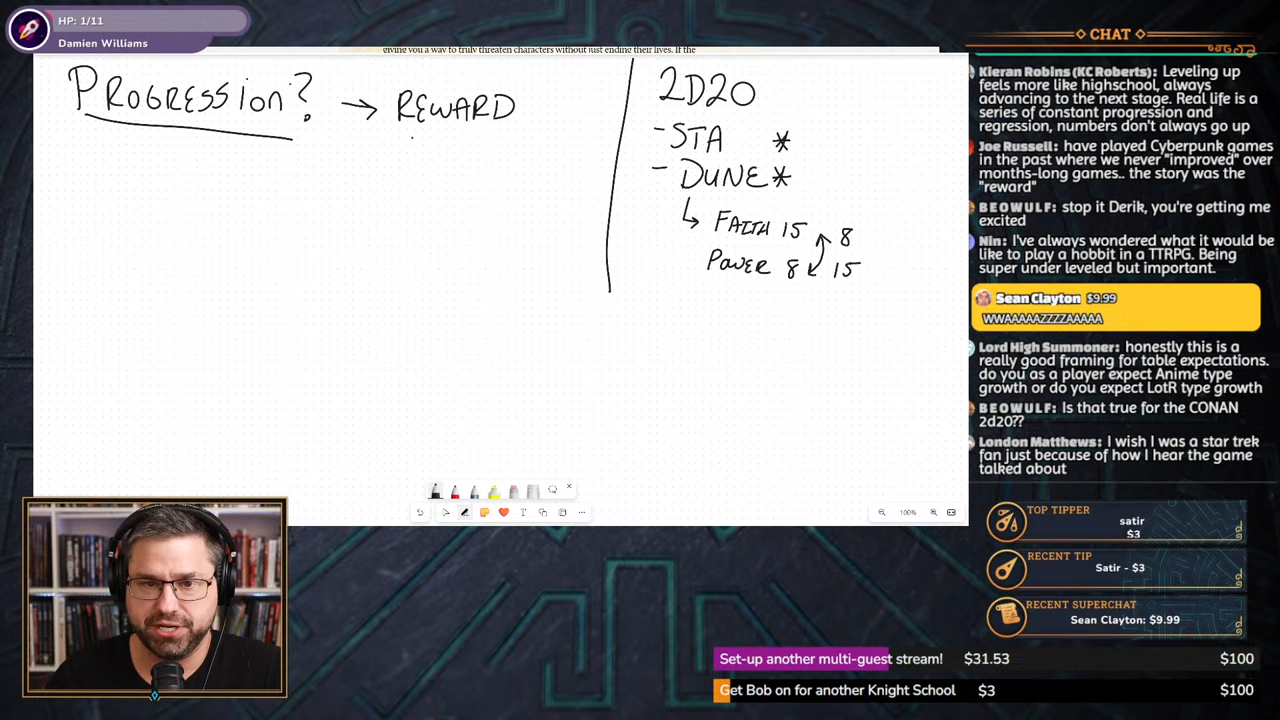 HP: 1/11
Damien Williams
giving you a way to truly threaten characters without just ending their lives. If the
PROGRESSION? → REWARD
2D20
- STA *
- DUNE *
↳ FAITH 15 8
POWER 8 15
100%
CHAT
Kieran Robins (KC Roberts): Leveling up
feels more like highschool, always
advancing to the next stage. Real life is a
series of constant progression and
regression, numbers don't always go up
Joe Russell: have played Cyberpunk games
in the past where we never "improved" over
months-long games.. the story was the
"reward"
BEOWULF: stop it Derik, you're getting me
excited
Nin: I've always wondered what it would be
like to play a hobbit in a TTRPG. Being
super under leveled but important.
Sean Clayton $9.99
WWAAAAAZZZZAAAAA
Lord High Summoner: honestly this is a
really good framing for table expectations.
do you as a player expect Anime type
growth or do you expect LotR type growth
BEOWULF: Is that true for the CONAN
2d20??
London Matthews: I wish I was a star trek
fan just because of how I hear the game
talked about
TOP TIPPER
satir
$3
RECENT TIP
Satir - $3
RECENT SUPERCHAT
Sean Clayton: $9.99
Set-up another multi-guest stream! $31.53 $100
Get Bob on for another Knight School $3 $100